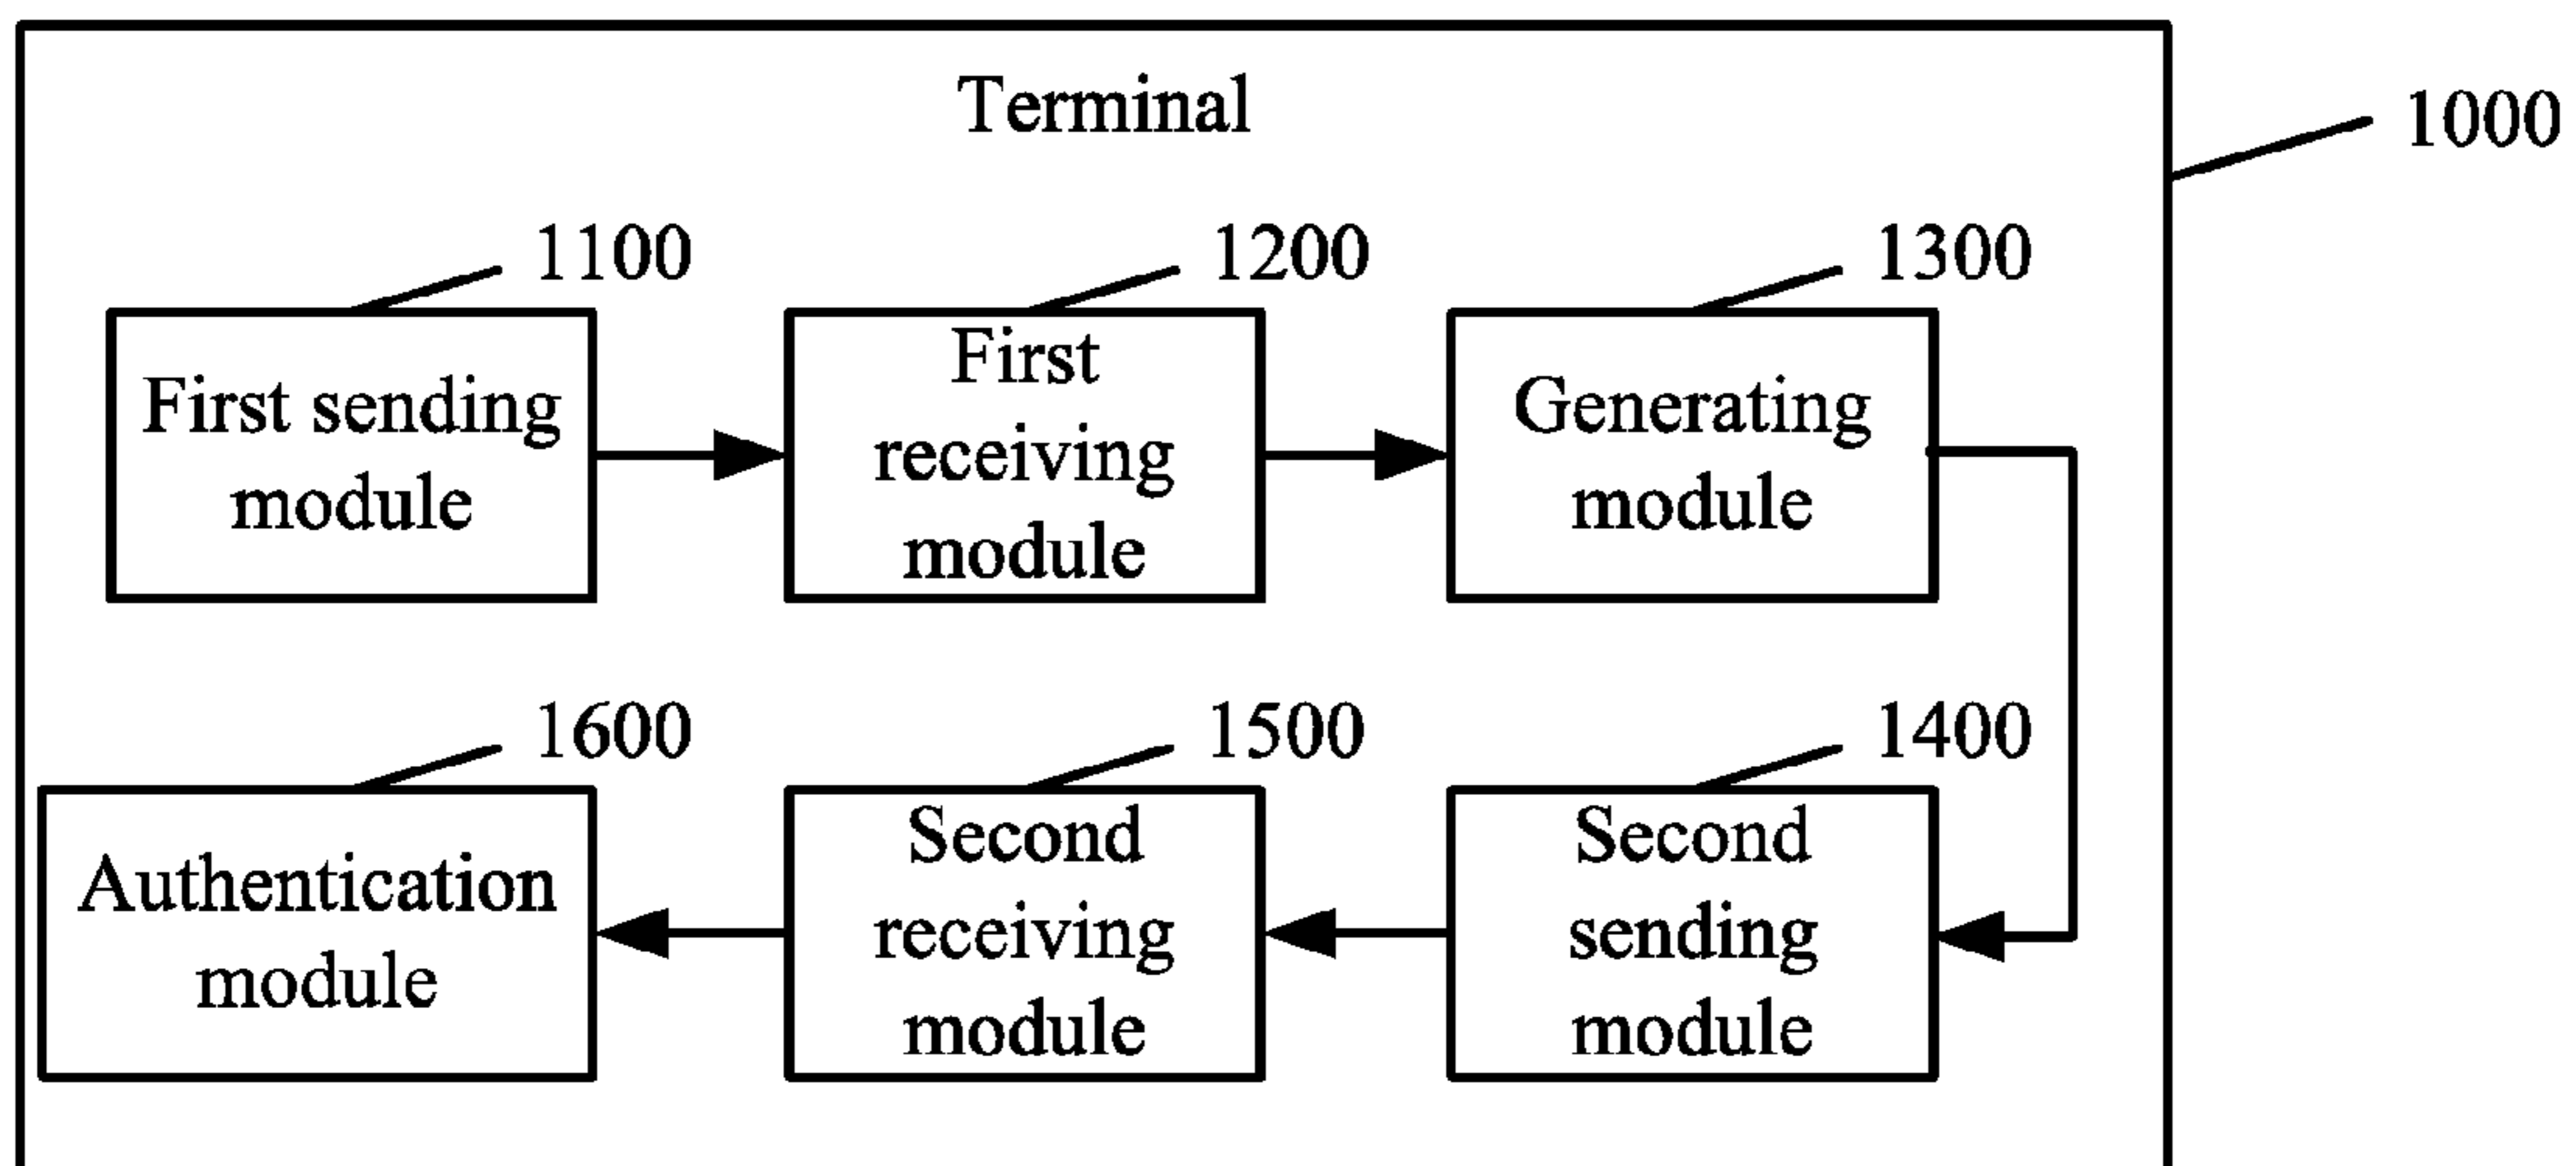 Terminal
1000
1100
1200
1300
First sending
module
First
receiving
module
Generating
module
1600
1500
1400
Authentication
module
Second
receiving
module
Second
sending
module